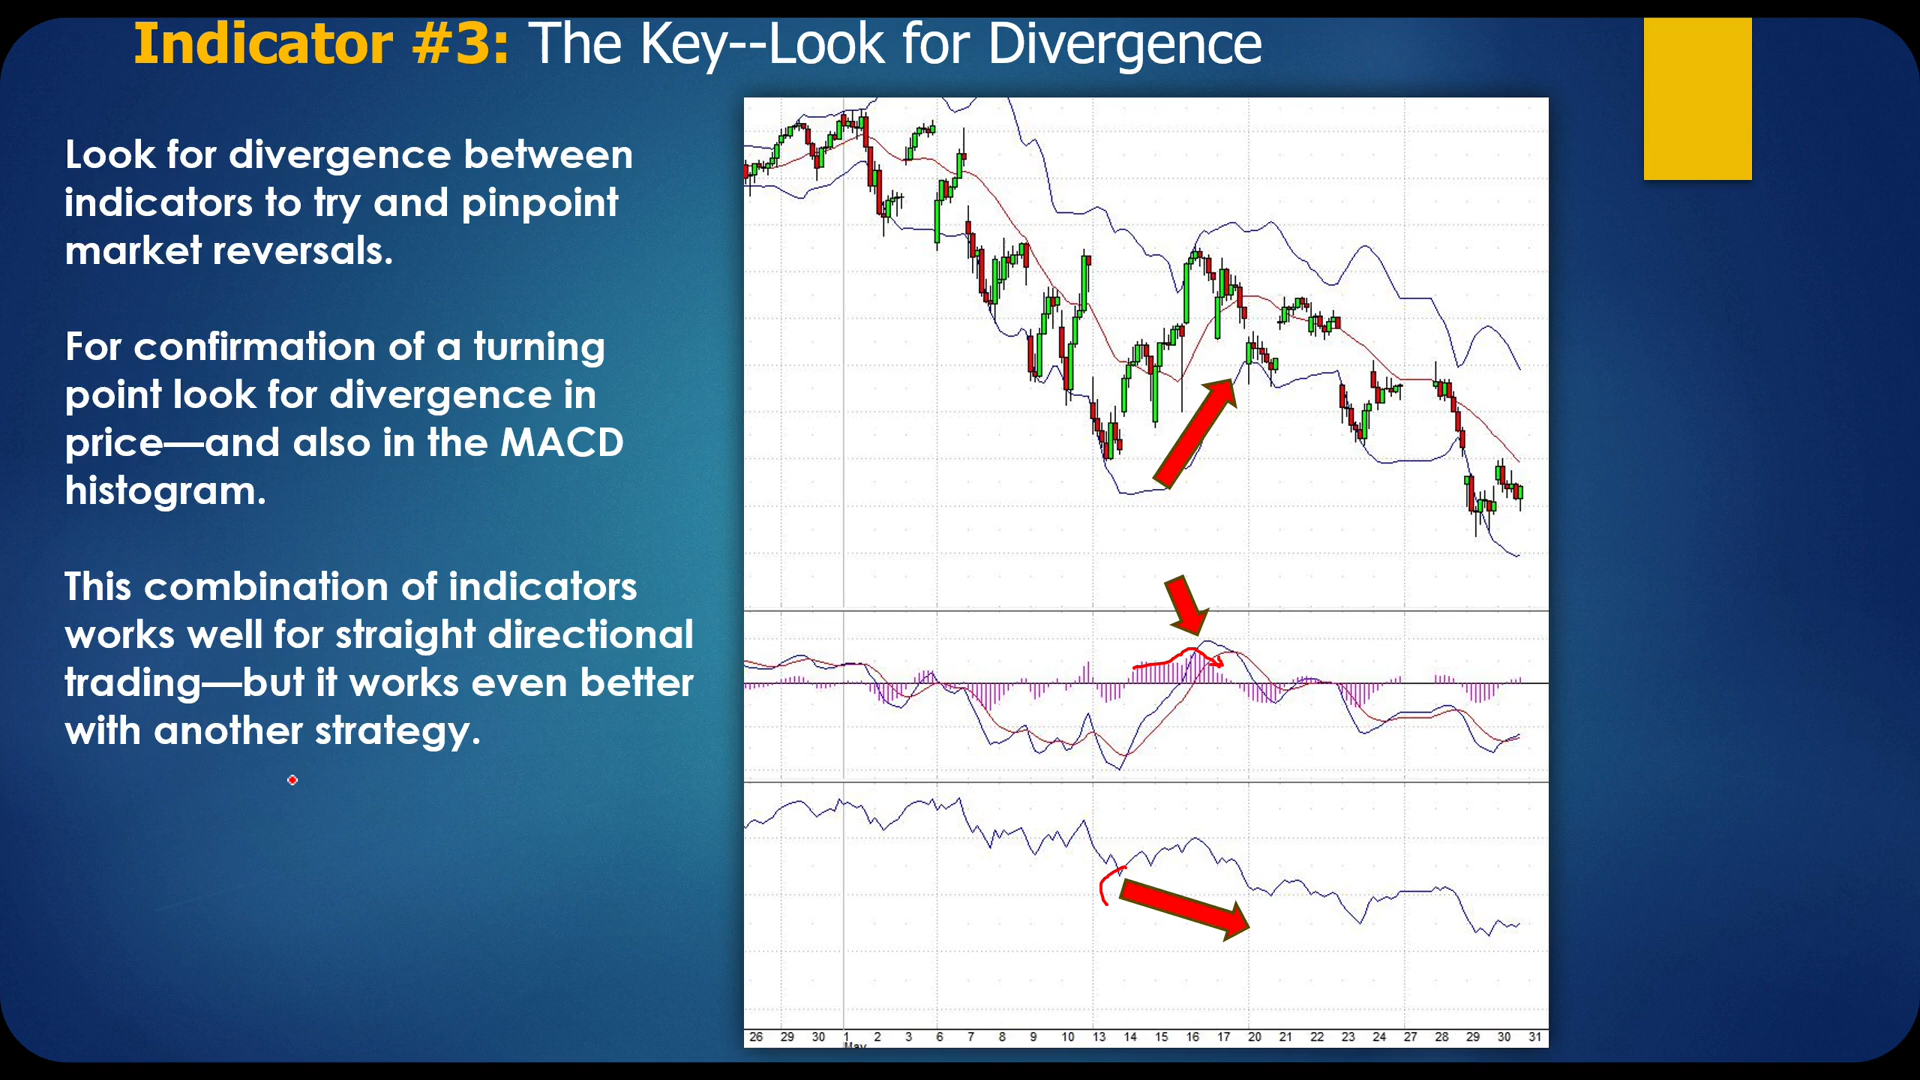 Indicator #3: The Key--Look for Divergence
Look for divergence between
indicators to try and pinpoint
market reversals.
For confirmation of a turning
point look for divergence in
price—and also in the MACD
histogram.
This combination of indicators
works well for straight directional
trading—but it works even better
with another strategy.
26 29 30 1 2 3 6 7 8 9 10 13 14 15 16 17 20 21 22 23 24 27 28 29 30 31
May